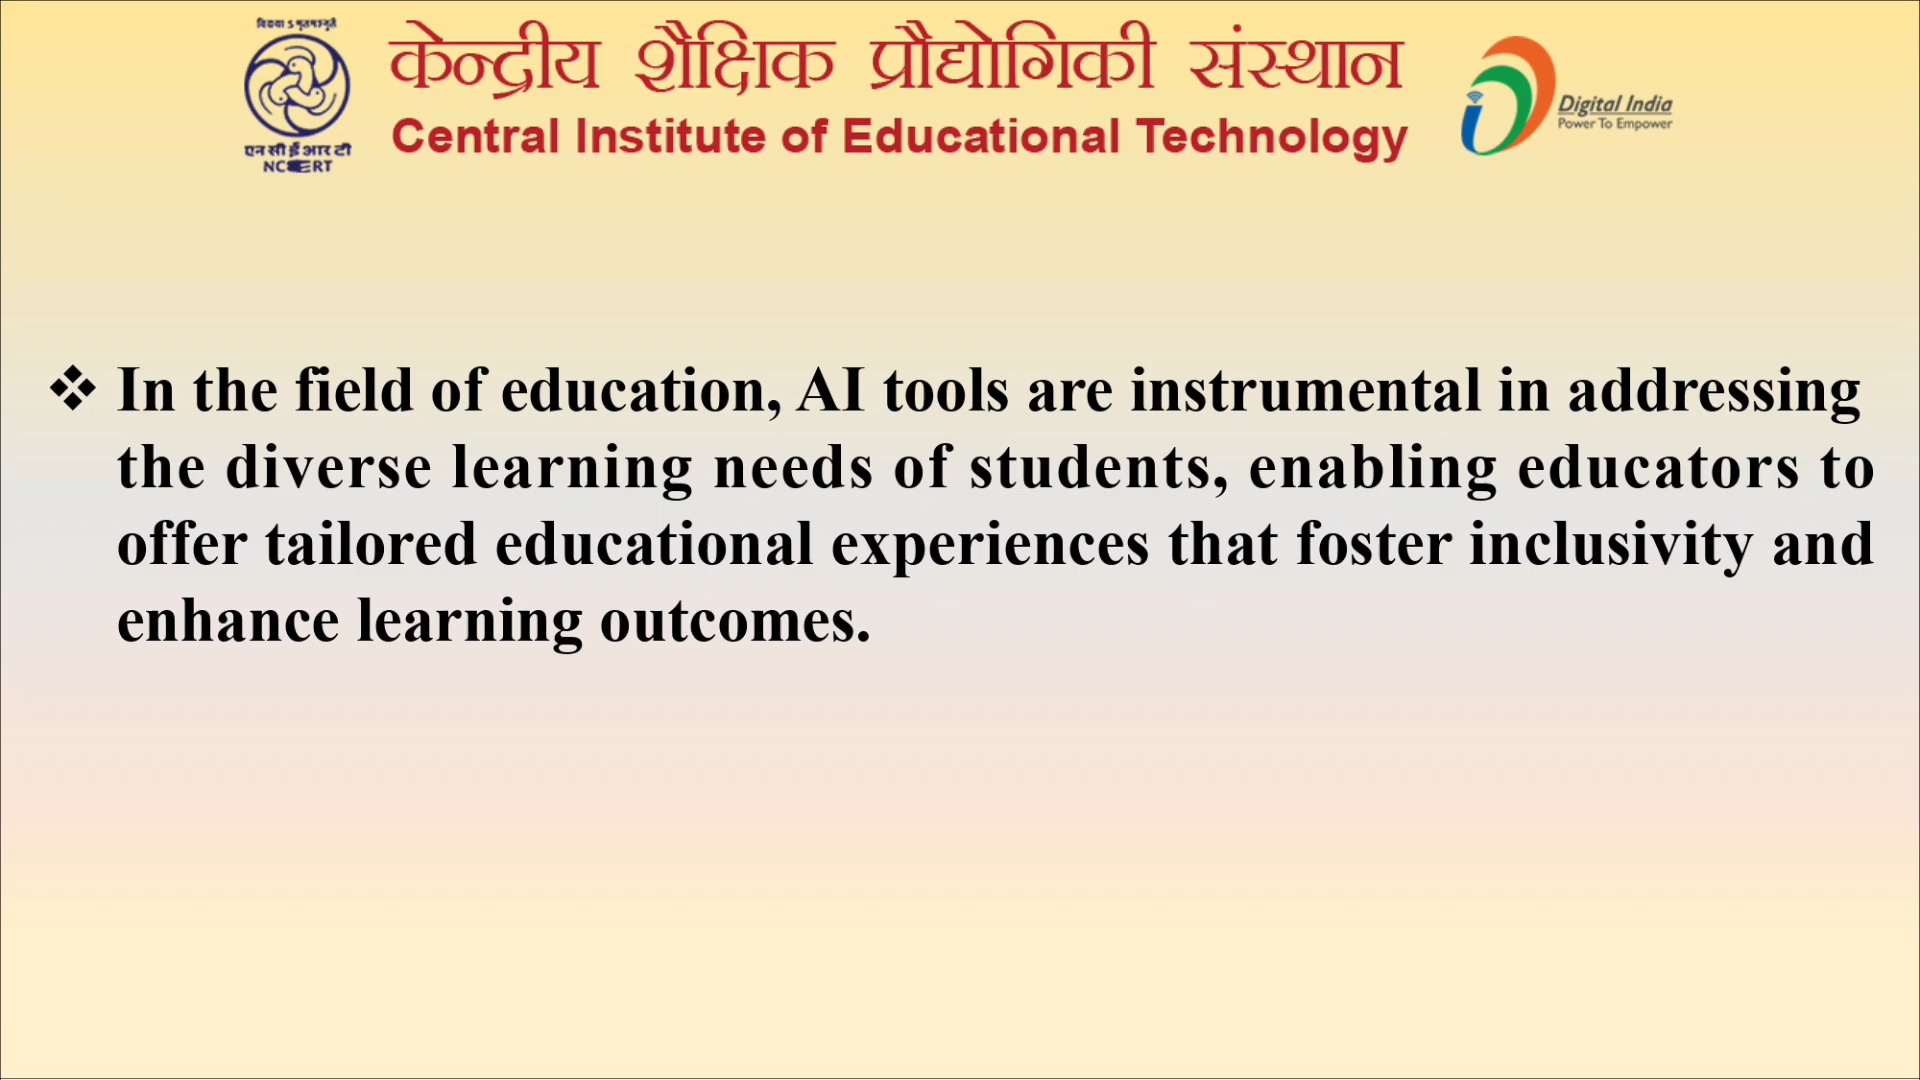 विद्यया ऽ मृतमश्नुते
एन सी ई आर टी
NCERT
केन्द्रीय शैक्षिक प्रौद्योगिकी संस्थान
Central Institute of Educational Technology
Digital India
Power To Empower
❖ In the field of education, AI tools are instrumental in addressing
the diverse learning needs of students, enabling educators to
offer tailored educational experiences that foster inclusivity and
enhance learning outcomes.